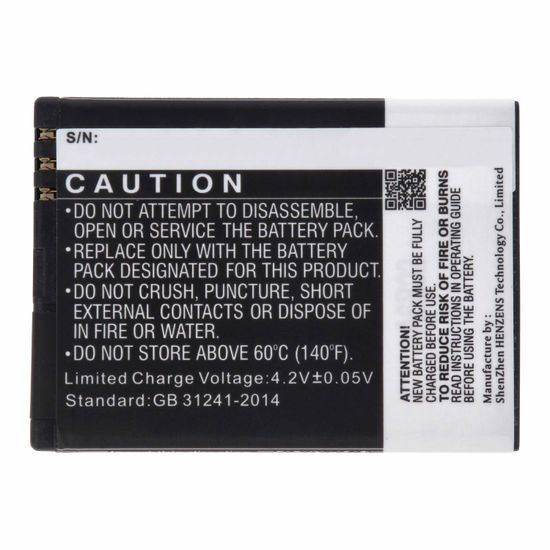 S/N:
CAUTION
•DO NOT ATTEMPT TO DISASSEMBLE,
OPEN OR SERVICE THE BATTERY PACK.
•REPLACE ONLY WITH THE BATTERY
PACK DESIGNATED FOR THIS PRODUCT.
•DO NOT CRUSH, PUNCTURE, SHORT
EXTERNAL CONTACTS OR DISPOSE OF
IN FIRE OR WATER.
•DO NOT STORE ABOVE 60°C (140°F).
Limited Charge Voltage:4.2V±0.05V
Standard:GB 31241-2014
ATTENTION:
NEW BATTERY PACK MUST BE FULLY
CHARGED BEFORE USE.
TO REDUCE RISK OF FIRE OR BURNS
READ INSTRUCTION IN OPERATING GUIDE
BEFORE USE.
Manufacture by:
ShenZhen HENZENS Technology Co., Limited